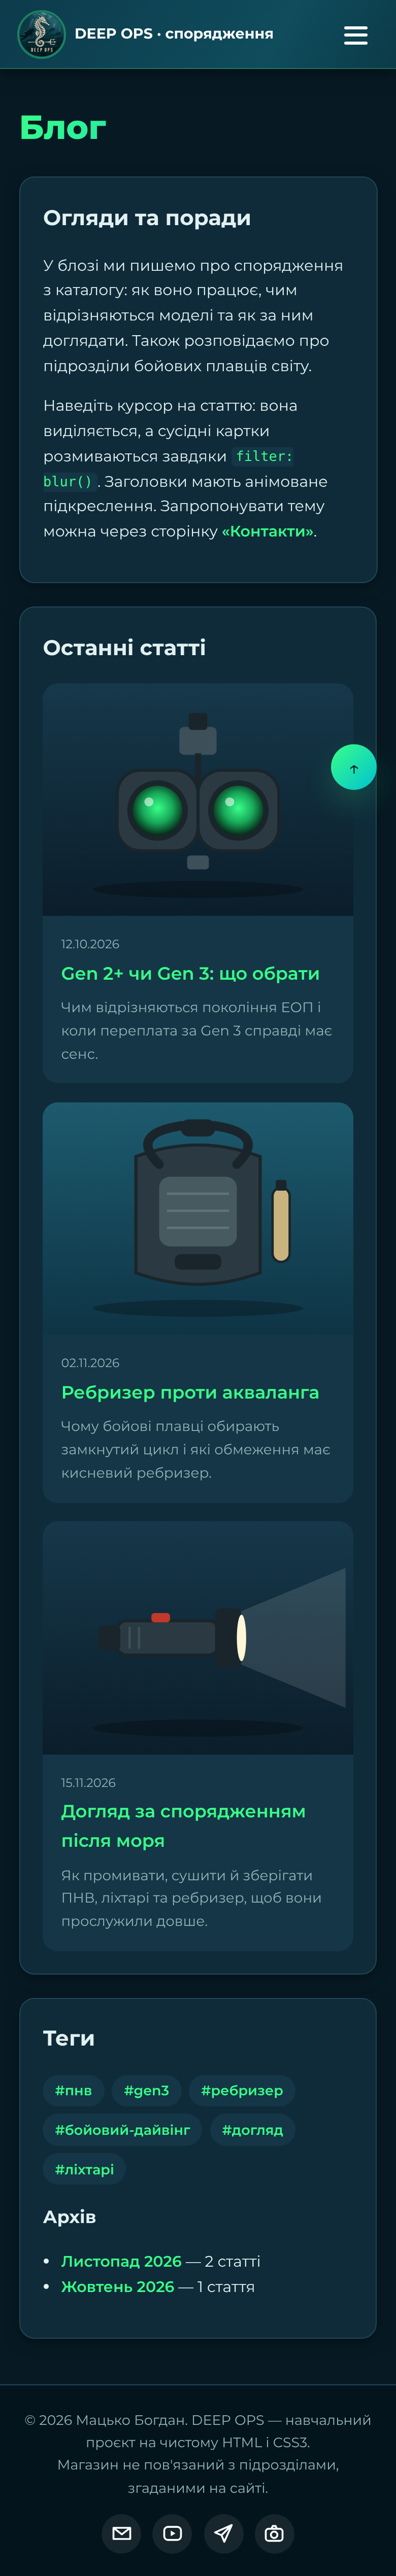 DEEP OPS
DEEP OPS · спорядження
Блог
Огляди та поради
У блозі ми пишемо про спорядження
з каталогу: як воно працює, чим
відрізняються моделі та як за ним
доглядати. Також розповідаємо про
підрозділи бойових плавців світу.
Наведіть курсор на статтю: вона
виділяється, а сусідні картки
розмиваються завдяки filter:
blur(). Заголовки мають анімоване
підкреслення. Запропонувати тему
можна через сторінку «Контакти».
Останні статті
↑
12.10.2026
Gen 2+ чи Gen 3: що обрати
Чим відрізняються покоління ЕОП і
коли переплата за Gen 3 справді має
сенс.
02.11.2026
Ребризер проти акваланга
Чому бойові плавці обирають
замкнутий цикл і які обмеження має
кисневий ребризер.
15.11.2026
Догляд за спорядженням
після моря
Як промивати, сушити й зберігати
ПНВ, ліхтарі та ребризер, щоб вони
прослужили довше.
Теги
#пнв #gen3 #ребризер
#бойовий-дайвінг #догляд
#ліхтарі
Архів
• Листопад 2026 — 2 статті
• Жовтень 2026 — 1 стаття
© 2026 Мацько Богдан. DEEP OPS — навчальний
проєкт на чистому HTML і CSS3.
Магазин не пов'язаний з підрозділами,
згаданими на сайті.